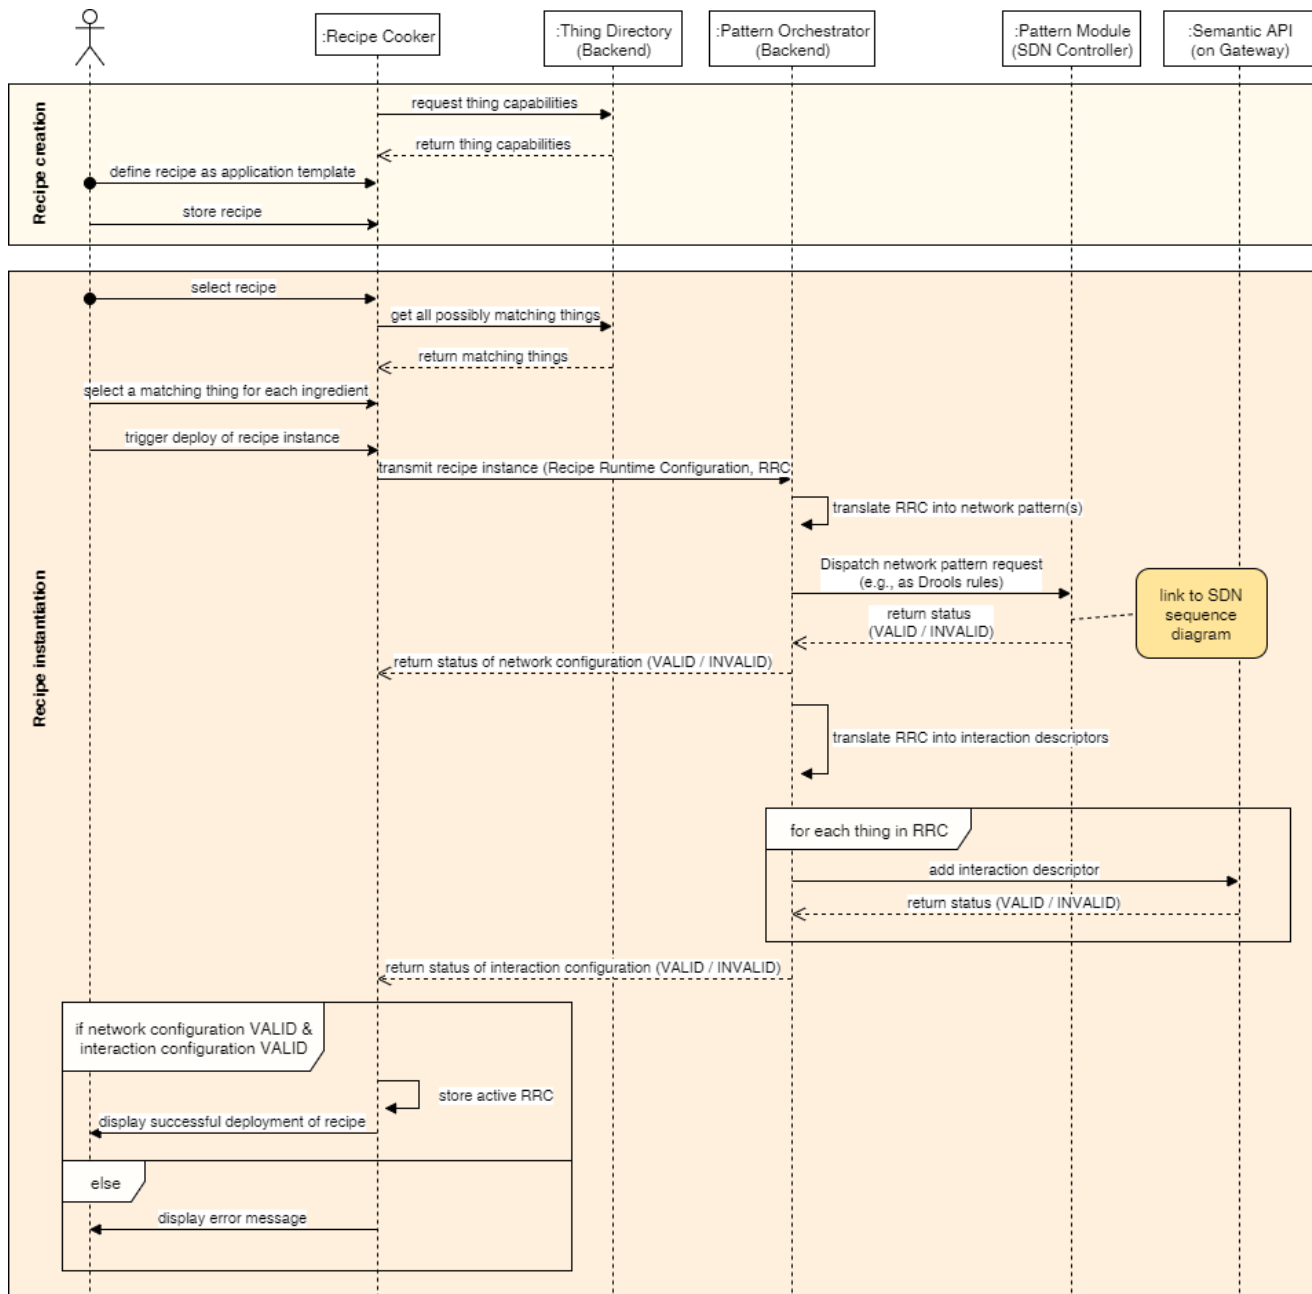 :Recipe Cooker
:Thing Directory
(Backend)
:Pattern Orchestrator
(Backend)
:Pattern Module
(SDN Controller)
:Semantic API
(on Gateway)
Recipe creation
request thing capabilities
return thing capabilities
define recipe as application template
store recipe
Recipe instantiation
select recipe
get all possibly matching things
return matching things
select a matching thing for each ingredient
trigger deploy of recipe instance
transmit recipe instance (Recipe Runtime Configuration, RRC
translate RRC into network pattern(s)
Dispatch network pattern request
(e.g., as Drools rules)
link to SDN
sequence
diagram
return status
(VALID / INVALID)
return status of network configuration (VALID / INVALID)
translate RRC into interaction descriptors
for each thing in RRC
add interaction descriptor
return status (VALID / INVALID)
return status of interaction configuration (VALID / INVALID)
if network configuration VALID &
interaction configuration VALID
store active RRC
display successful deployment of recipe
else
display error message